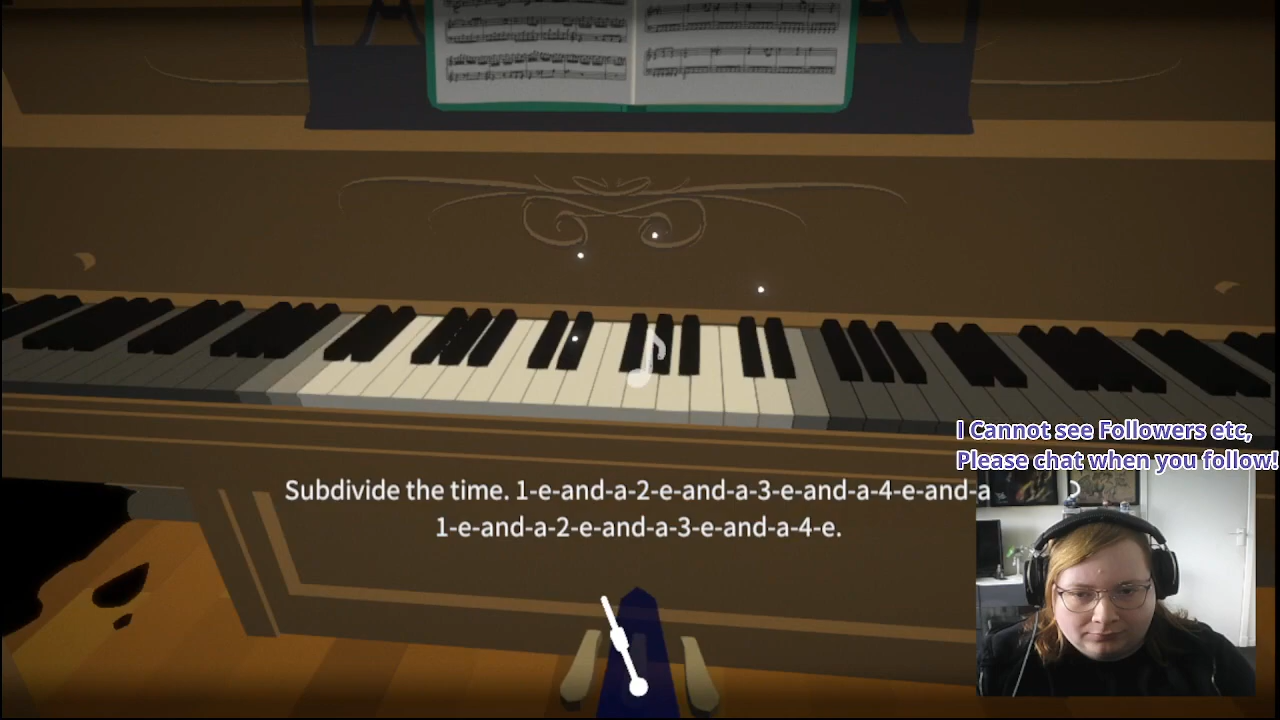 I Cannot see Followers etc,
Please chat when you follow!
Subdivide the time. 1-e-and-a-2-e-and-a-3-e-and-a-4-e-and-a
1-e-and-a-2-e-and-a-3-e-and-a-4-e.